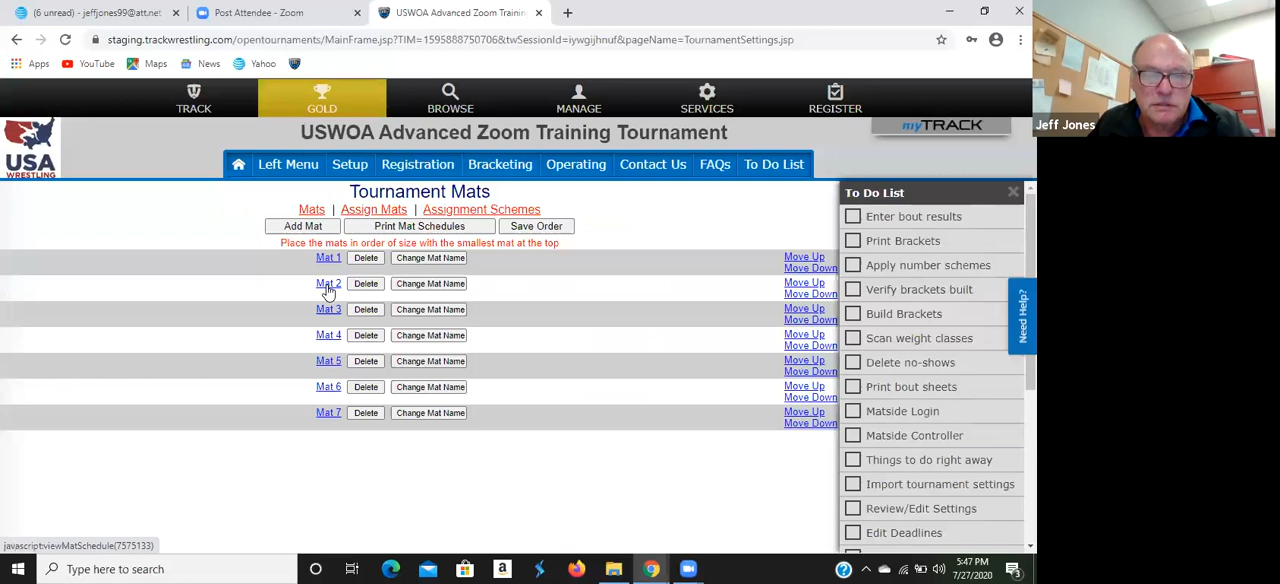 (6 unread) - jeffjones99@att.net
Post Attendee - Zoom
USWOA Advanced Zoom Trainin
staging.trackwrestling.com/opentournaments/MainFrame.jsp?TIM=1595888750706&twSessionId=iywgijhnuf&pageName=TournamentSettings.jsp
Apps YouTube Maps News Yahoo
TRACK GOLD BROWSE MANAGE SERVICES REGISTER
USA
WRESTLING
USWOA Advanced Zoom Training Tournament
myTRACK
Left Menu Setup Registration Bracketing Operating Contact Us FAQs To Do List
Tournament Mats
Mats | Assign Mats | Assignment Schemes
Add Mat Print Mat Schedules Save Order
Place the mats in order of size with the smallest mat at the top
Mat 1 Delete Change Mat Name Move Up
Move Down
Mat 2 Delete Change Mat Name Move Up
Move Down
Mat 3 Delete Change Mat Name Move Up
Move Down
Mat 4 Delete Change Mat Name Move Up
Move Down
Mat 5 Delete Change Mat Name Move Up
Move Down
Mat 6 Delete Change Mat Name Move Up
Move Down
Mat 7 Delete Change Mat Name Move Up
Move Down
To Do List
Enter bout results
Print Brackets
Apply number schemes
Verify brackets built
Build Brackets
Scan weight classes
Delete no-shows
Print bout sheets
Matside Login
Matside Controller
Things to do right away
Import tournament settings
Review/Edit Settings
Edit Deadlines
Need Help?
Jeff Jones
javascript:viewMatSchedule(7575133)
Type here to search
5:47 PM
7/27/2020
3